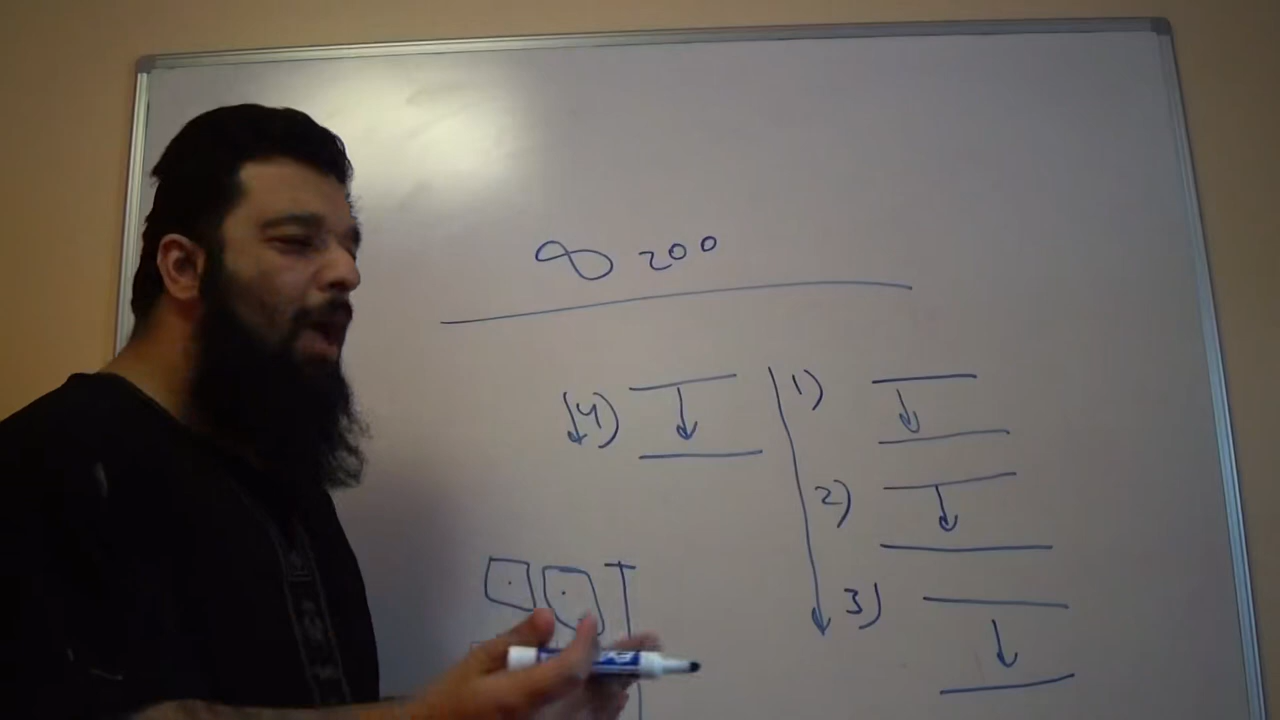 ∞ 200
4) 1)
2)
3)